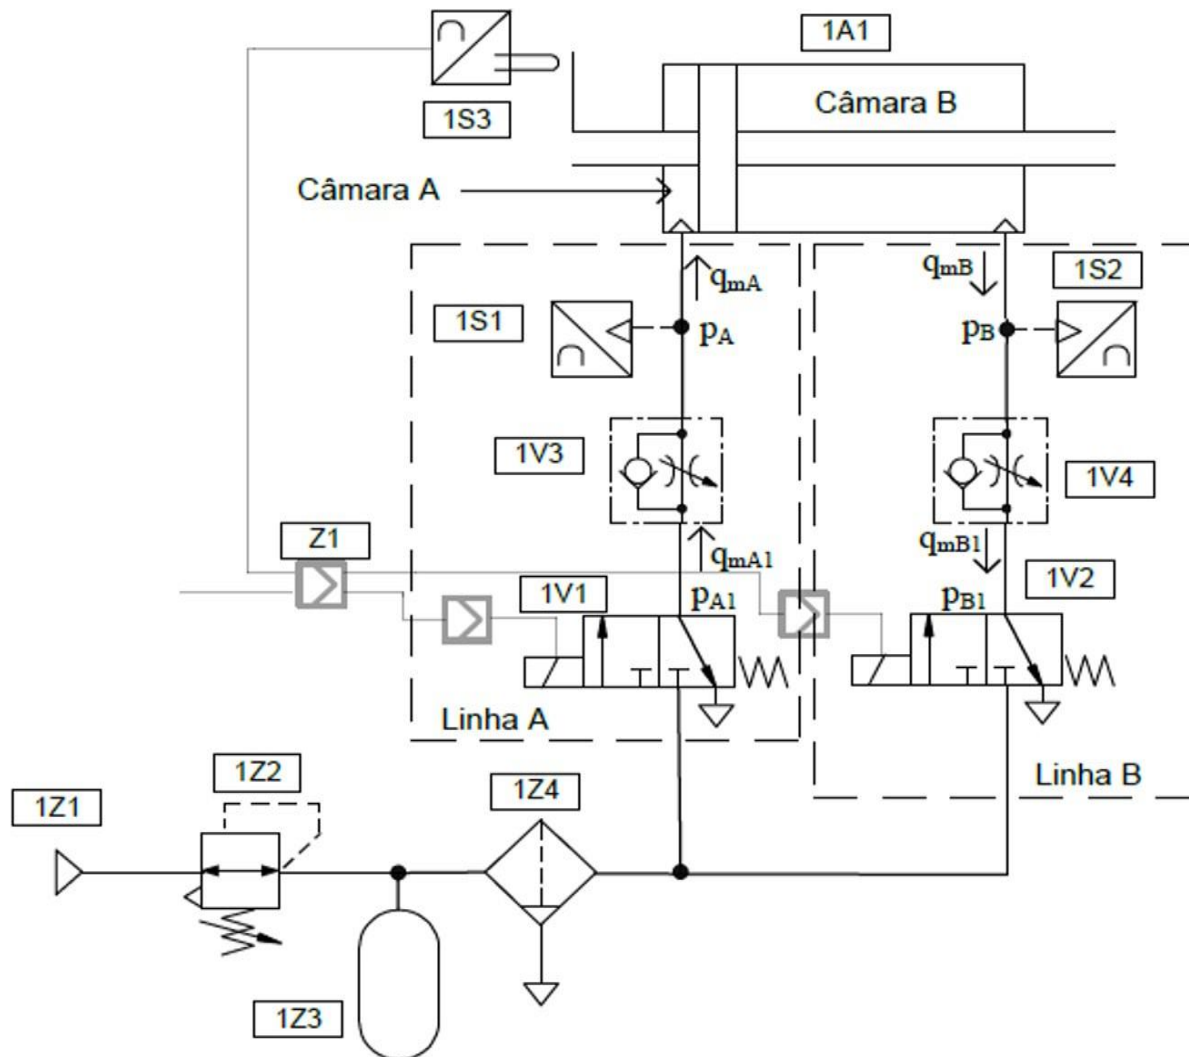 1A1
Câmara B
1S3
Câmara A
qmA
qmB
1S2
1S1
pA
pB
1V3
1V4
Z1
qmA1
qmB1
1V1
pA1
pB1
1V2
Linha A
Linha B
1Z2
1Z4
1Z1
1Z3